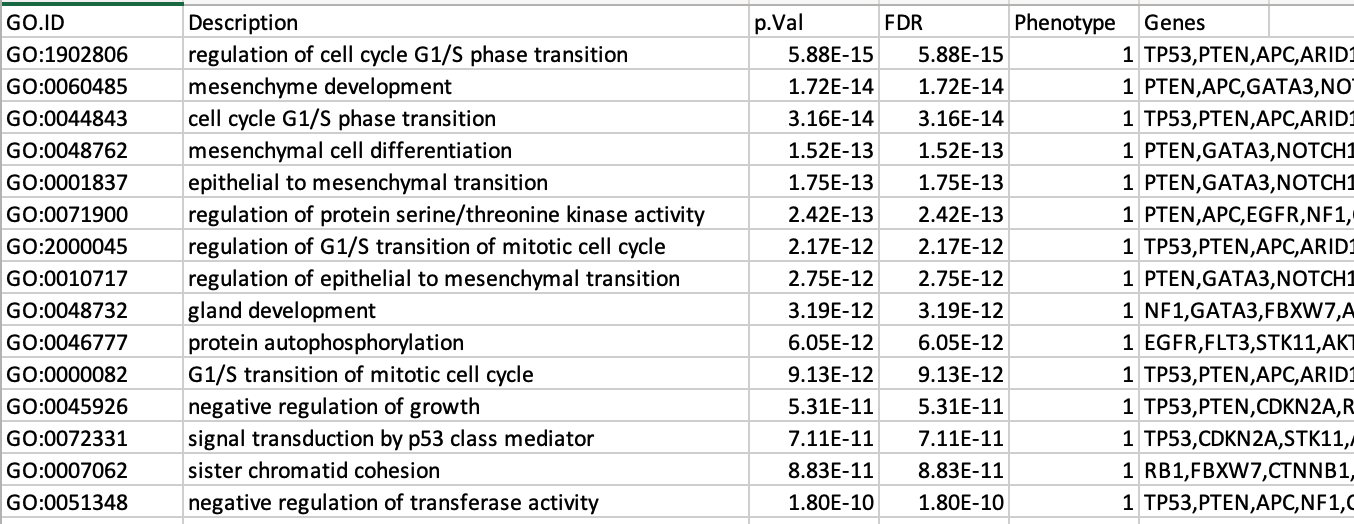 GO.ID Description p.Val FDR Phenotype Genes
GO:1902806 regulation of cell cycle G1/S phase transition 5.88E-15 5.88E-15 1 TP53,PTEN,APC,ARID1
GO:0060485 mesenchyme development 1.72E-14 1.72E-14 1 PTEN,APC,GATA3,NO
GO:0044843 cell cycle G1/S phase transition 3.16E-14 3.16E-14 1 TP53,PTEN,APC,ARID1
GO:0048762 mesenchymal cell differentiation 1.52E-13 1.52E-13 1 PTEN,GATA3,NOTCH1
GO:0001837 epithelial to mesenchymal transition 1.75E-13 1.75E-13 1 PTEN,GATA3,NOTCH1
GO:0071900 regulation of protein serine/threonine kinase activity 2.42E-13 2.42E-13 1 PTEN,APC,EGFR,NF1,
GO:2000045 regulation of G1/S transition of mitotic cell cycle 2.17E-12 2.17E-12 1 TP53,PTEN,APC,ARID1
GO:0010717 regulation of epithelial to mesenchymal transition 2.75E-12 2.75E-12 1 PTEN,GATA3,NOTCH1
GO:0048732 gland development 3.19E-12 3.19E-12 1 NF1,GATA3,FBXW7,A
GO:0046777 protein autophosphorylation 6.05E-12 6.05E-12 1 EGFR,FLT3,STK11,AKT
GO:0000082 G1/S transition of mitotic cell cycle 9.13E-12 9.13E-12 1 TP53,PTEN,APC,ARID1
GO:0045926 negative regulation of growth 5.31E-11 5.31E-11 1 TP53,PTEN,CDKN2A,R
GO:0072331 signal transduction by p53 class mediator 7.11E-11 7.11E-11 1 TP53,CDKN2A,STK11,
GO:0007062 sister chromatid cohesion 8.83E-11 8.83E-11 1 RB1,FBXW7,CTNNB1,
GO:0051348 negative regulation of transferase activity 1.80E-10 1.80E-10 1 TP53,PTEN,APC,NF1,